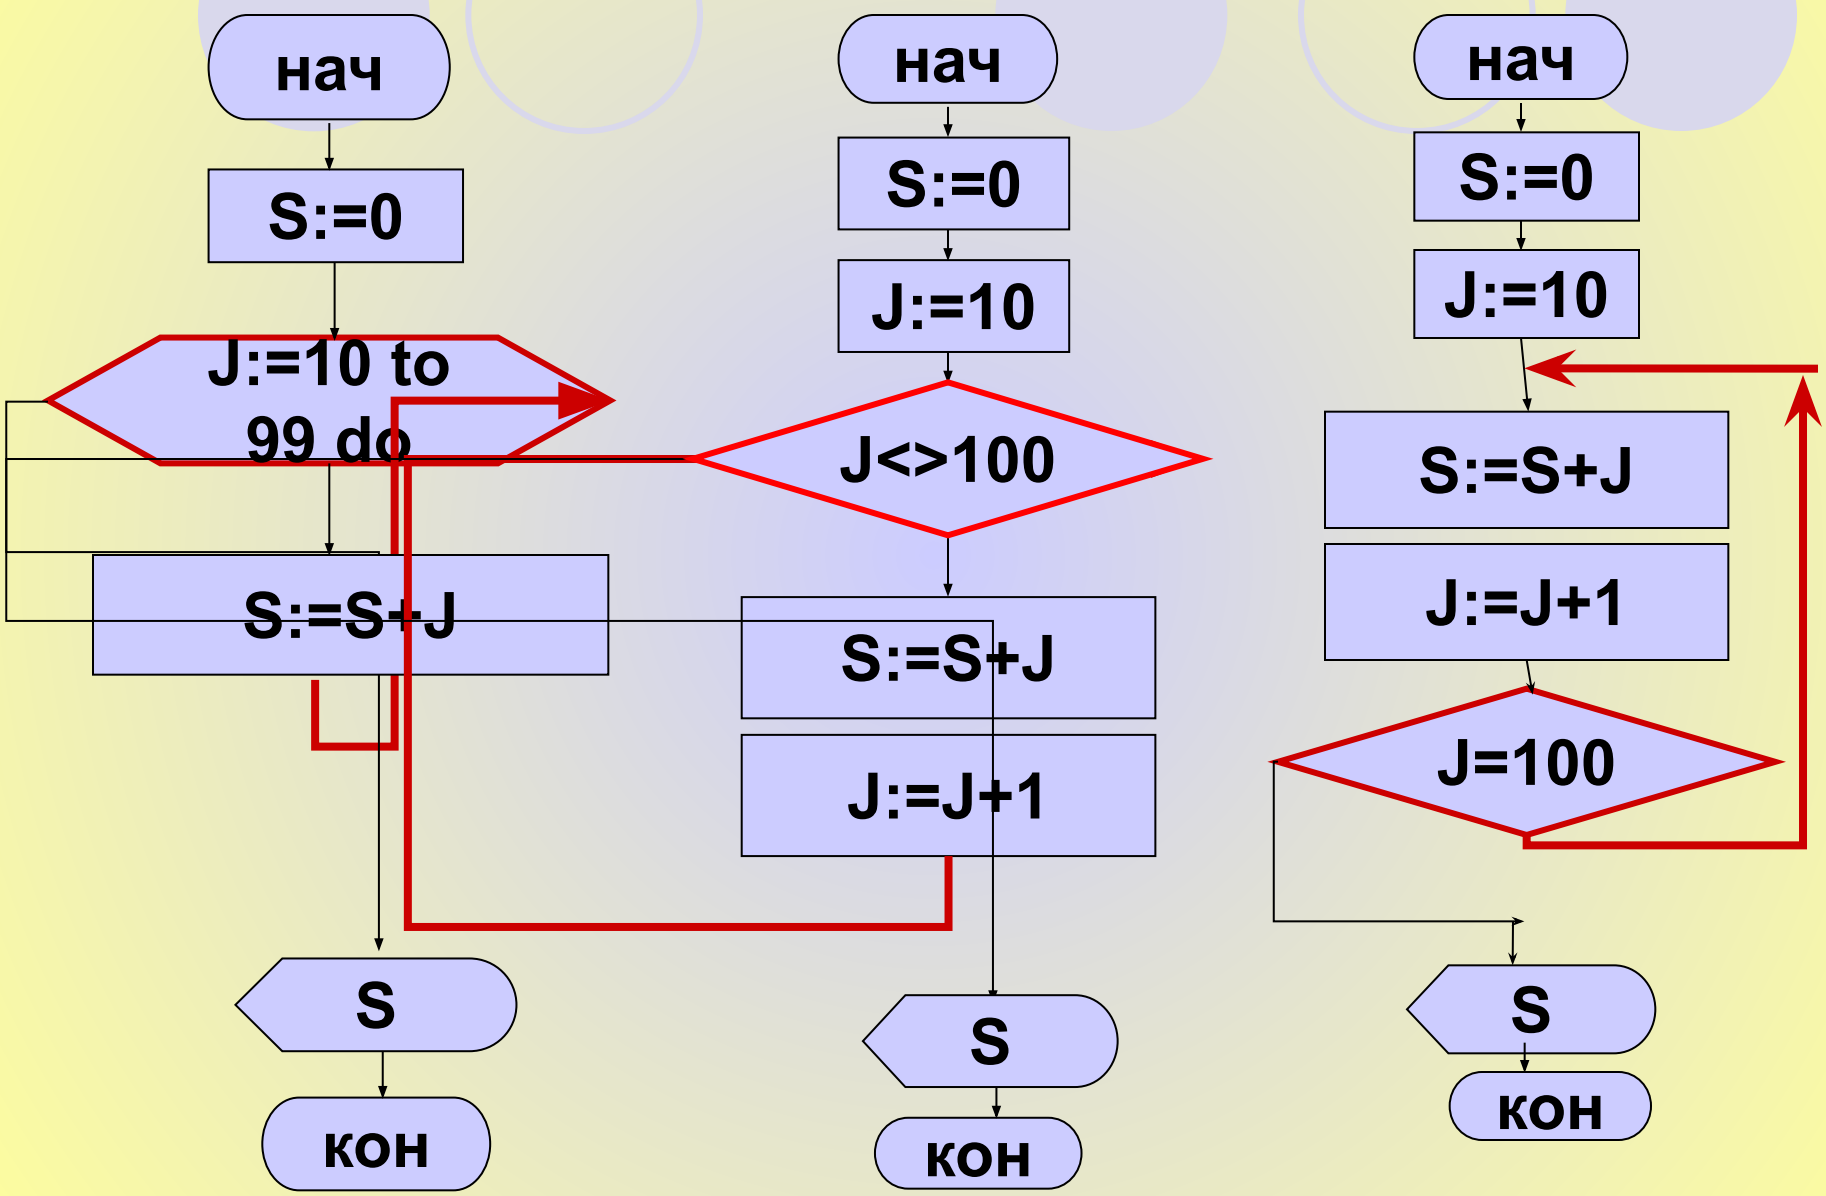 нач
S:=0
J:=10 to
99 do
S:=S+J
S
кон
нач
S:=0
J:=10
J<>100
S:=S+J
J:=J+1
S
кон
нач
S:=0
J:=10
S:=S+J
J:=J+1
J=100
S
кон